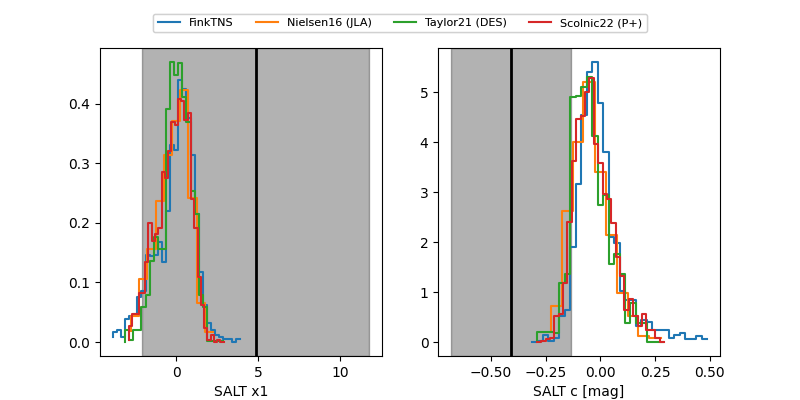 FinkTNS Nielsen16 (JLA) Taylor21 (DES) Scolnic22 (P+)
0.4
0.3
0.2
0.1
0.0
0 5 10
SALT x1
5
4
3
2
1
0
−0.50 −0.25 0.00 0.25 0.50
SALT c [mag]